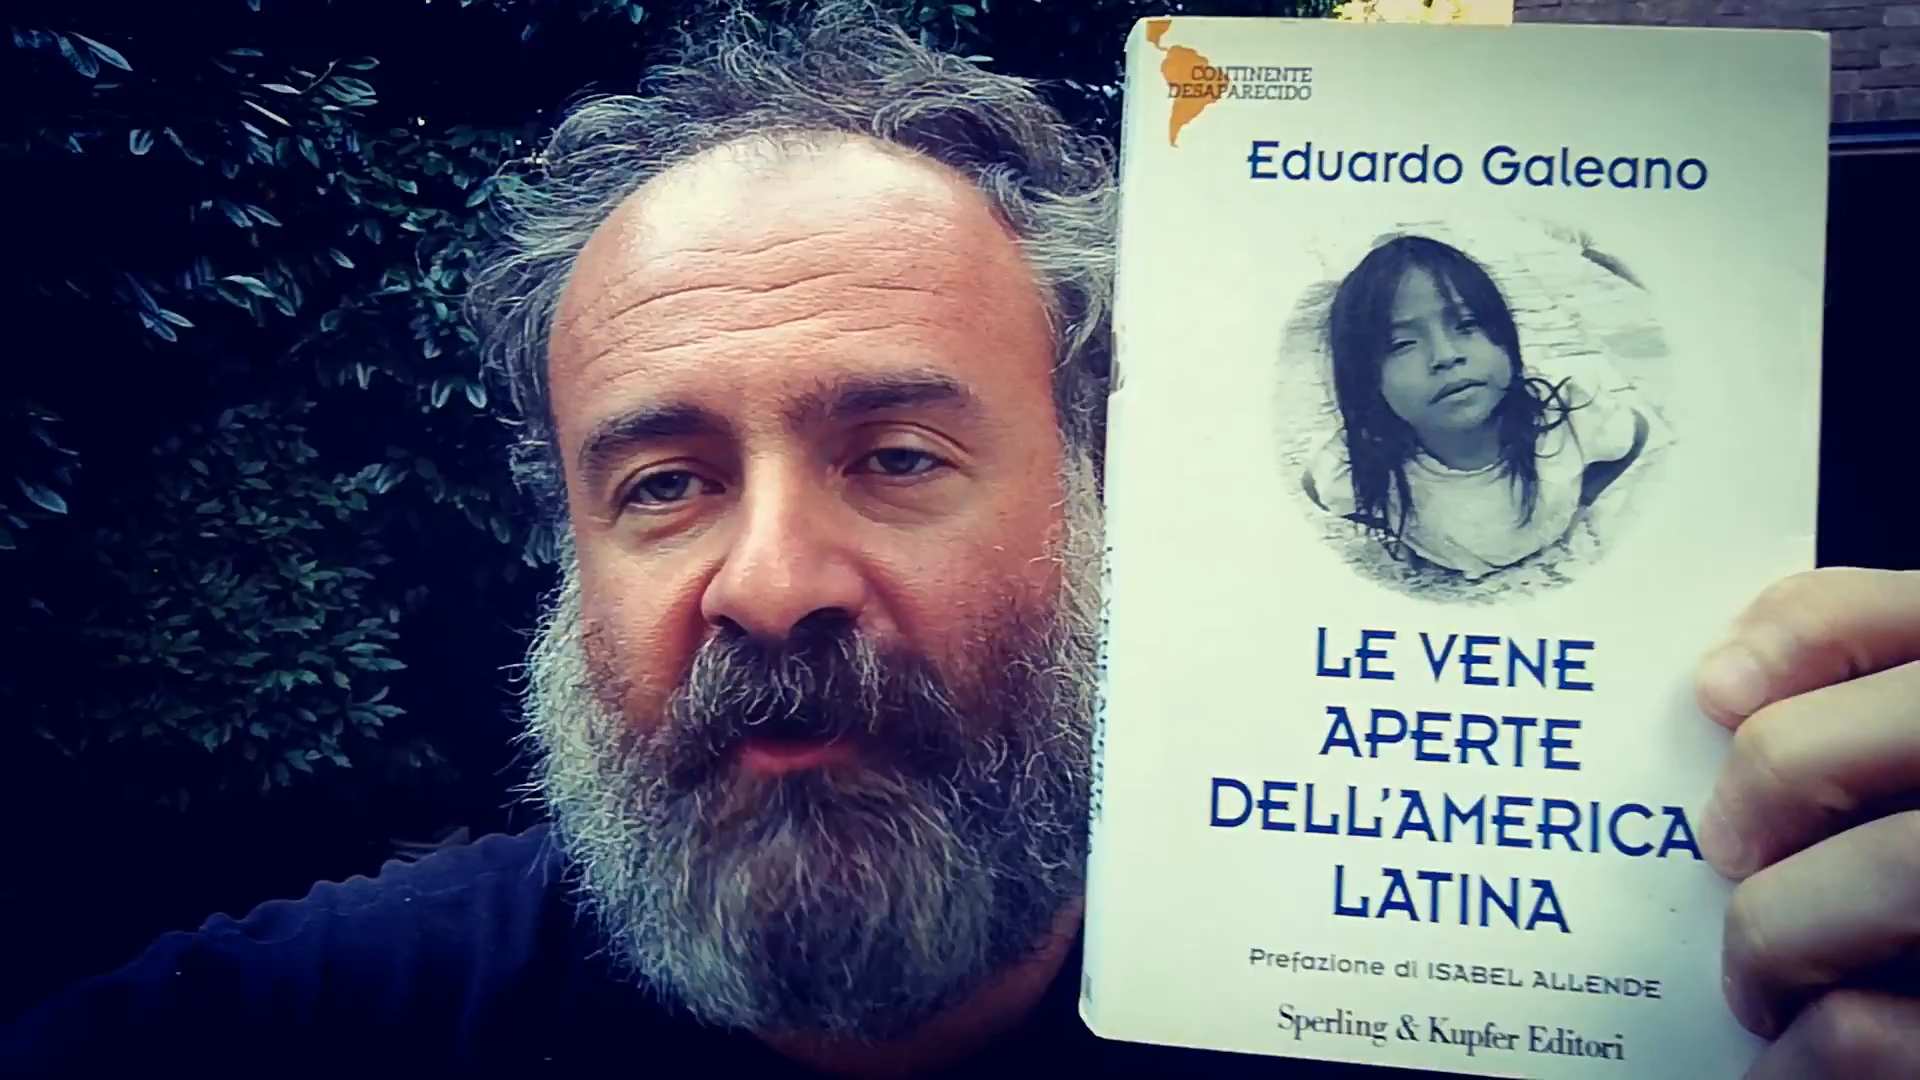 CONTINENTE
DESAPARECIDO
Eduardo Galeano
LE VENE
APERTE
DELL'AMERICA
LATINA
Prefazione di ISABEL ALLENDE
Sperling & Kupfer Editori